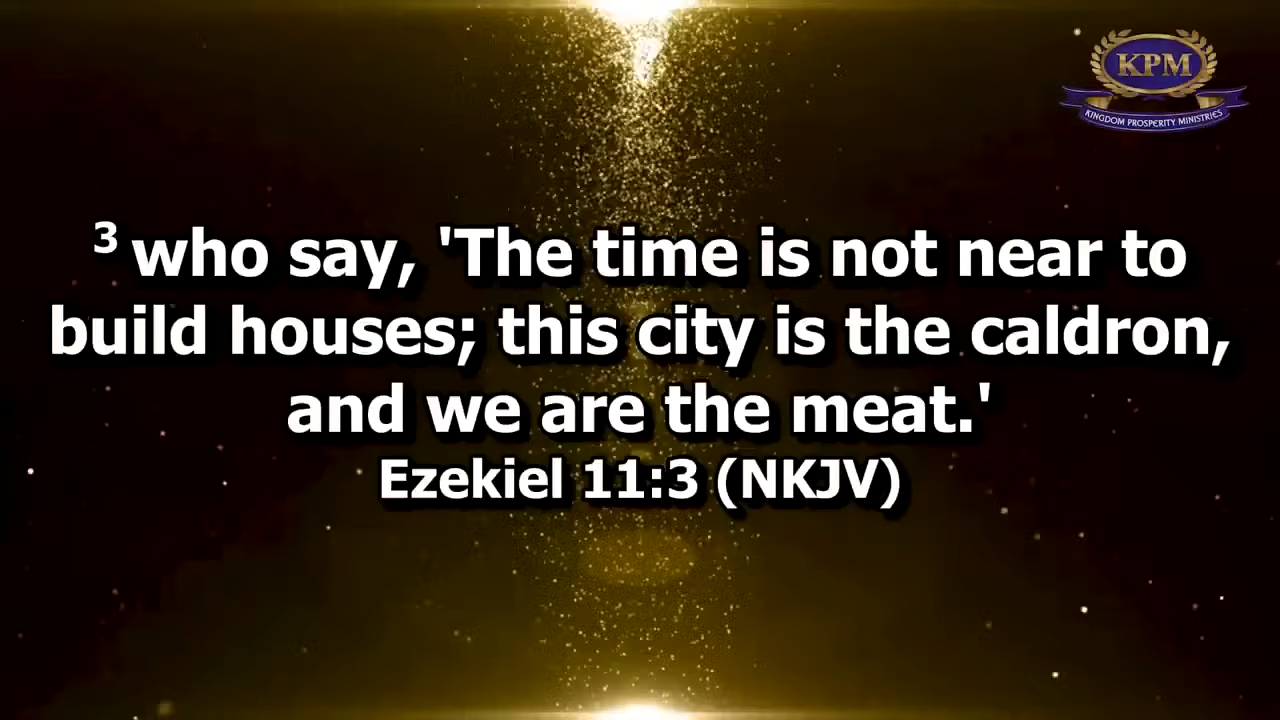 KPM
KINGDOM PROSPERITY MINISTRIES
3 who say, 'The time is not near to
build houses; this city is the caldron,
and we are the meat.'
Ezekiel 11:3 (NKJV)